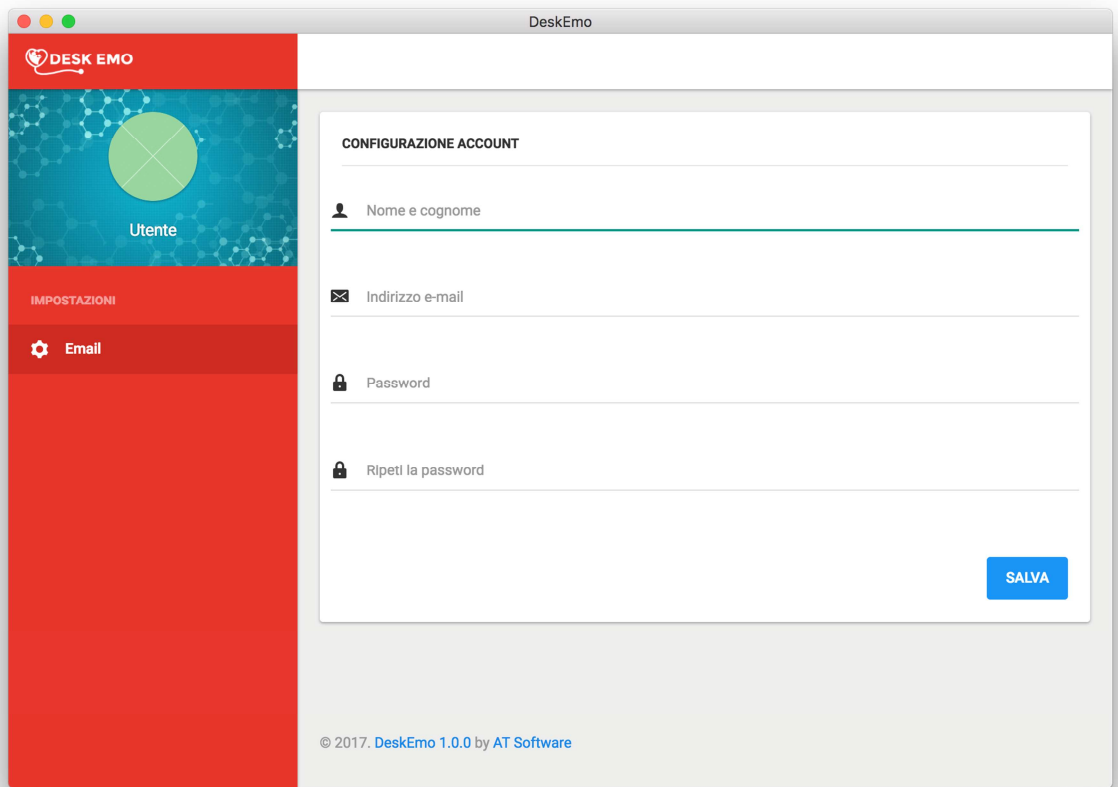 DeskEmo
DESK EMO
Utente
IMPOSTAZIONI
Email
CONFIGURAZIONE ACCOUNT
Nome e cognome
Indirizzo e-mail
Password
Ripeti la password
SALVA
© 2017. DeskEmo 1.0.0 by AT Software